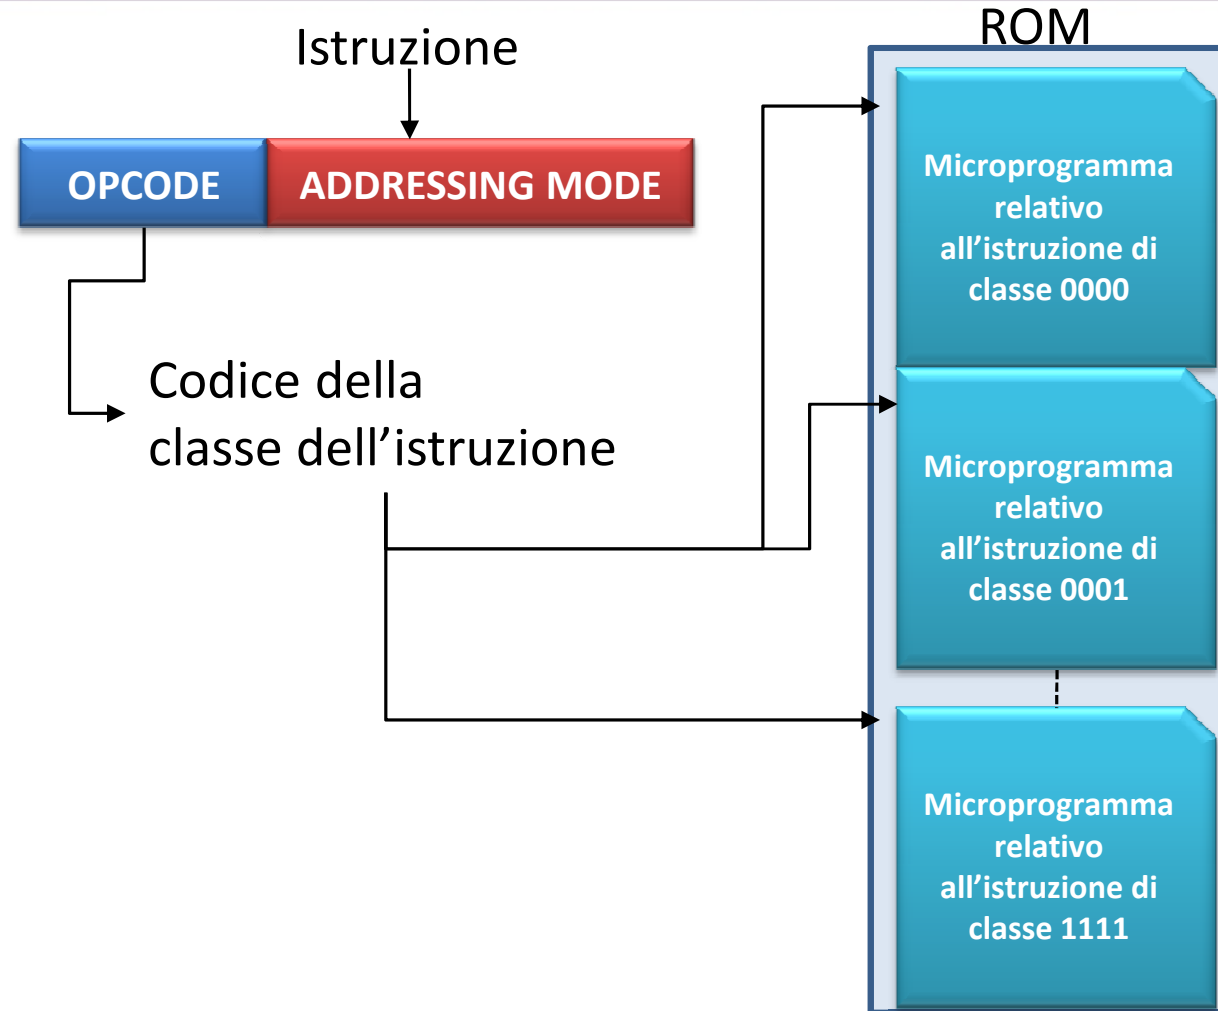 Istruzione
ROM
OPCODE
ADDRESSING MODE
Codice della
classe dell’istruzione
Microprogramma
relativo
all’istruzione di
classe 0000
Microprogramma
relativo
all’istruzione di
classe 0001
Microprogramma
relativo
all’istruzione di
classe 1111